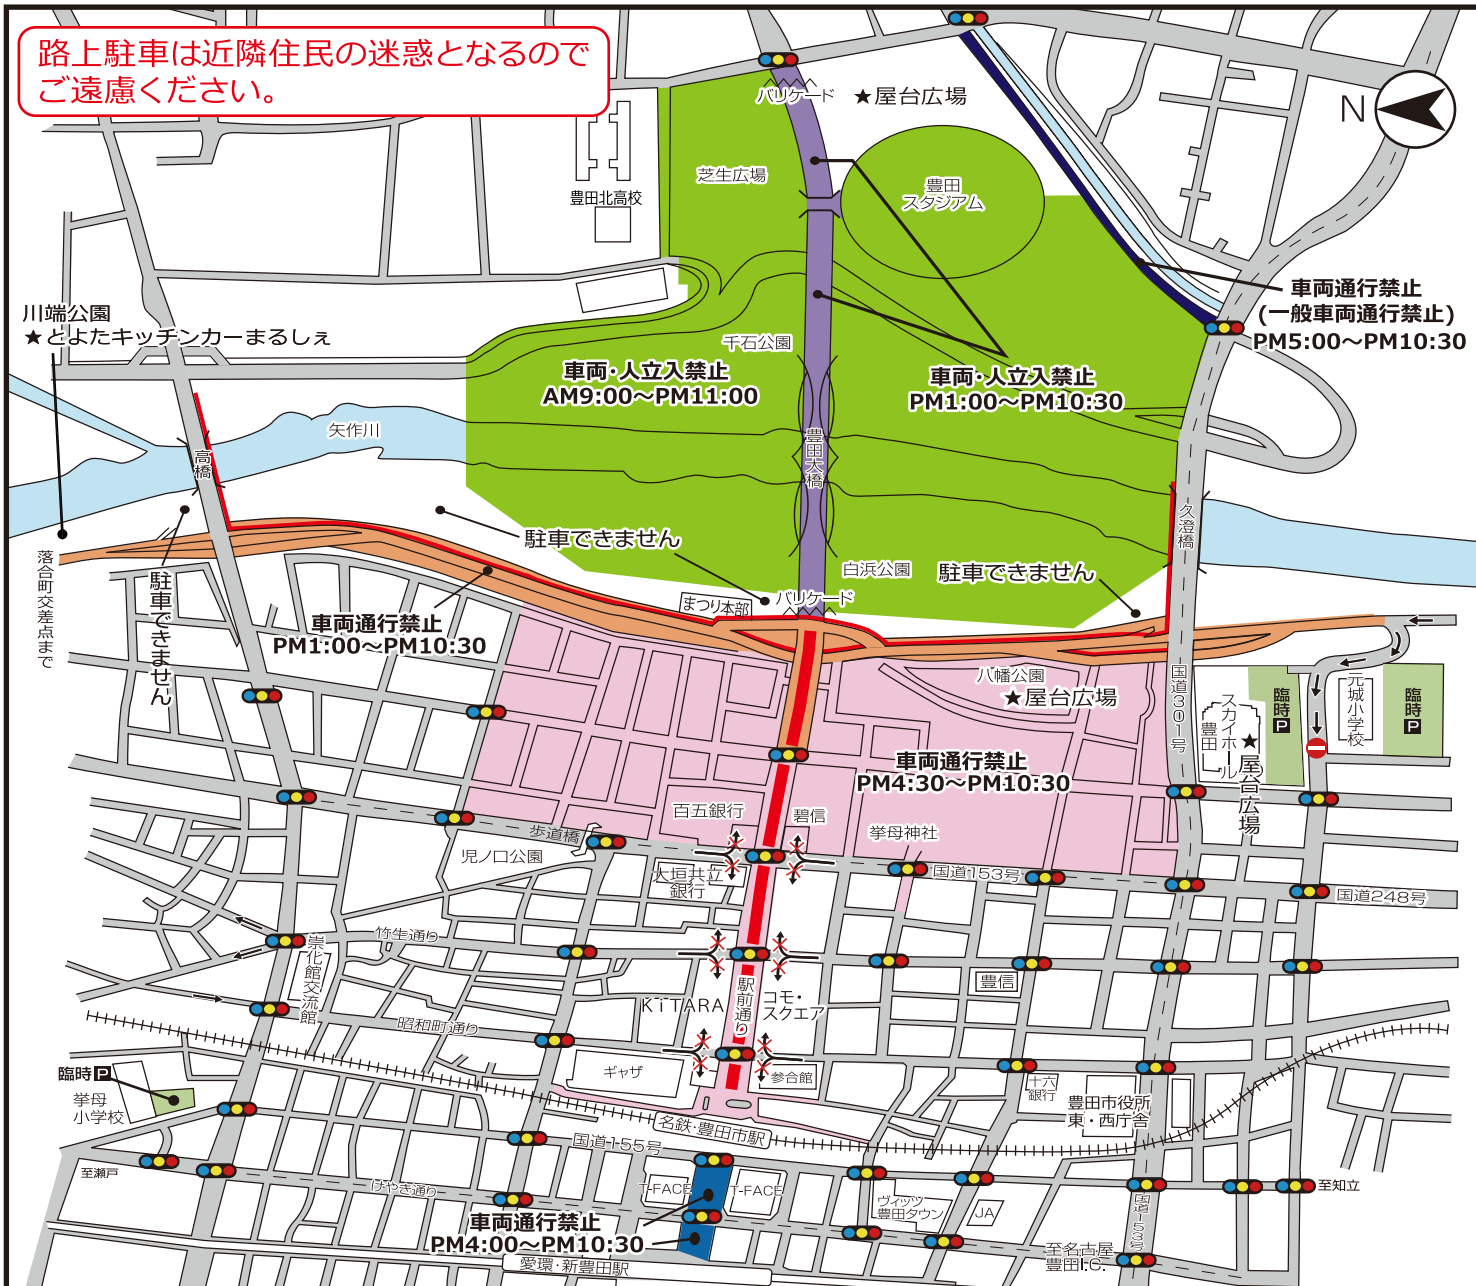 路上駐車は近隣住民の迷惑となるので
ご遠慮ください。
バリケード
★屋台広場
N
芝生広場
豊田
スタジアム
豊田北高校
川端公園
★とよたキッチンカーまるしぇ
車両通行禁止
(一般車両通行禁止)
PM5:00〜PM10:30
千石公園
車両・人立入禁止
AM9:00〜PM11:00
車両・人立入禁止
PM1:00〜PM10:30
矢作川
高橋
豊田大橋
久澄橋
駐車できません
駐車できません
駐車できません
白浜公園
バリケード
まつり本部
落合町交差点まで
車両通行禁止
PM1:00〜PM10:30
八幡公園
★屋台広場
国道301号
スカイホール
豊田
★屋台広場
臨時P
元城小学校
臨時P
車両通行禁止
PM4:30〜PM10:30
百五銀行
碧信
挙母神社
歩道橋
児ノ口公園
大垣共立
銀行
国道153号
国道248号
竹生通り
崇化館交流館
豊信
KiTARA
駅前通り
コモ・
スクエア
昭和町通り
ギャザ
参合館
十六
銀行
豊田市役所
東・西庁舎
臨時P
挙母
小学校
名鉄・豊田市駅
国道155号
至瀬戸
けやき通り
T-FACE
T-FACE
ヴィッツ
豊田タウン
JA
国道153号
至知立
車両通行禁止
PM4:00〜PM10:30
愛環・新豊田駅
至名古屋
豊田I.C.